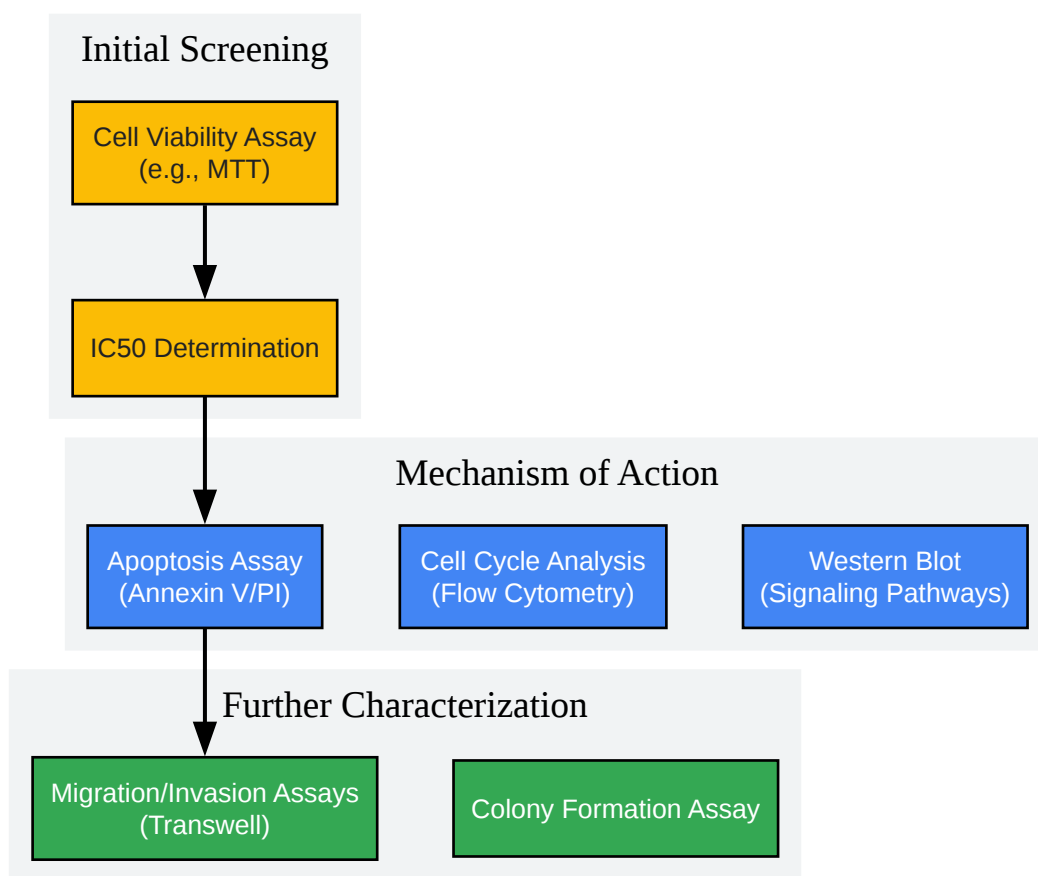 Initial Screening
Cell Viability Assay
(e.g., MTT)
IC50 Determination
Mechanism of Action
Apoptosis Assay
(Annexin V/PI)
Cell Cycle Analysis
(Flow Cytometry)
Western Blot
(Signaling Pathways)
Further Characterization
Migration/Invasion Assays
(Transwell)
Colony Formation Assay